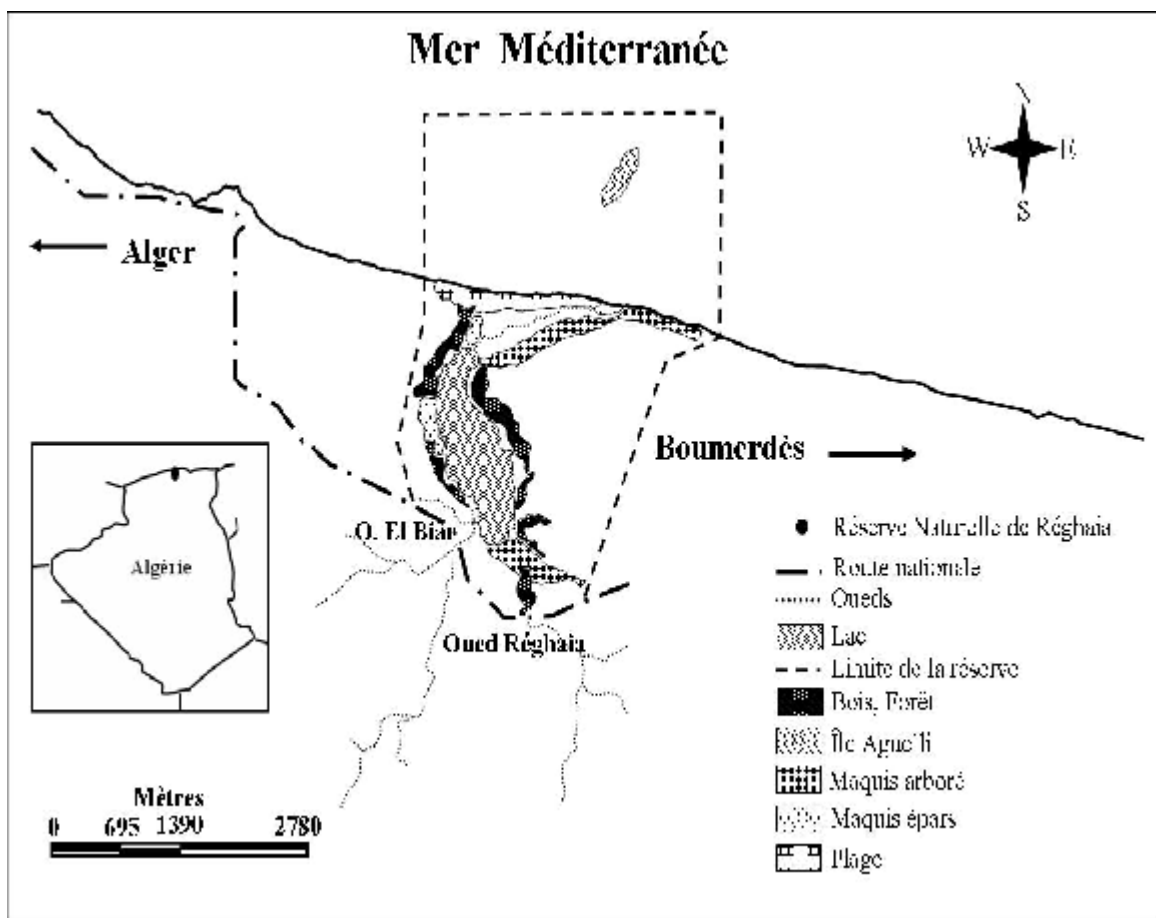 Mer Méditerranée
W
E
S
Alger
Boumerdès
Algérie
O. El Biar
Oued Réghaia
Réserve Naturelle de Réghaia
Route nationale
Oueds
Lac
Limite de la réserve
Bois, Forêt
Île Aguelli
Maquis arboré
Maquis épars
Plage
Mètres
0 695 1390 2780